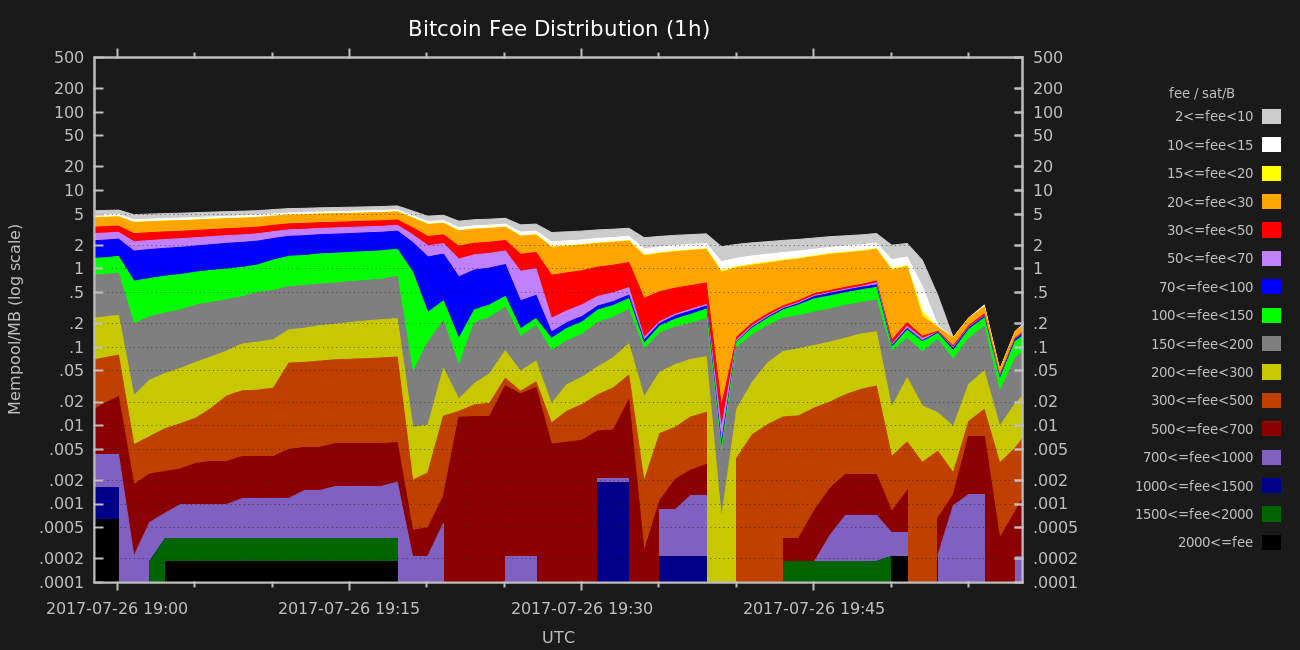 Bitcoin Fee Distribution (1h)
Mempool/MB (log scale)
500
200
100
50
20
10
5
2
1
.5
.2
.1
.05
.02
.01
.005
.002
.001
.0005
.0002
.0001
500
200
100
50
20
10
5
2
1
.5
.2
.1
.05
.02
.01
.005
.002
.001
.0005
.0002
.0001
2017-07-26 19:00 2017-07-26 19:15 2017-07-26 19:30 2017-07-26 19:45
UTC
fee / sat/B
2<=fee<10
10<=fee<15
15<=fee<20
20<=fee<30
30<=fee<50
50<=fee<70
70<=fee<100
100<=fee<150
150<=fee<200
200<=fee<300
300<=fee<500
500<=fee<700
700<=fee<1000
1000<=fee<1500
1500<=fee<2000
2000<=fee